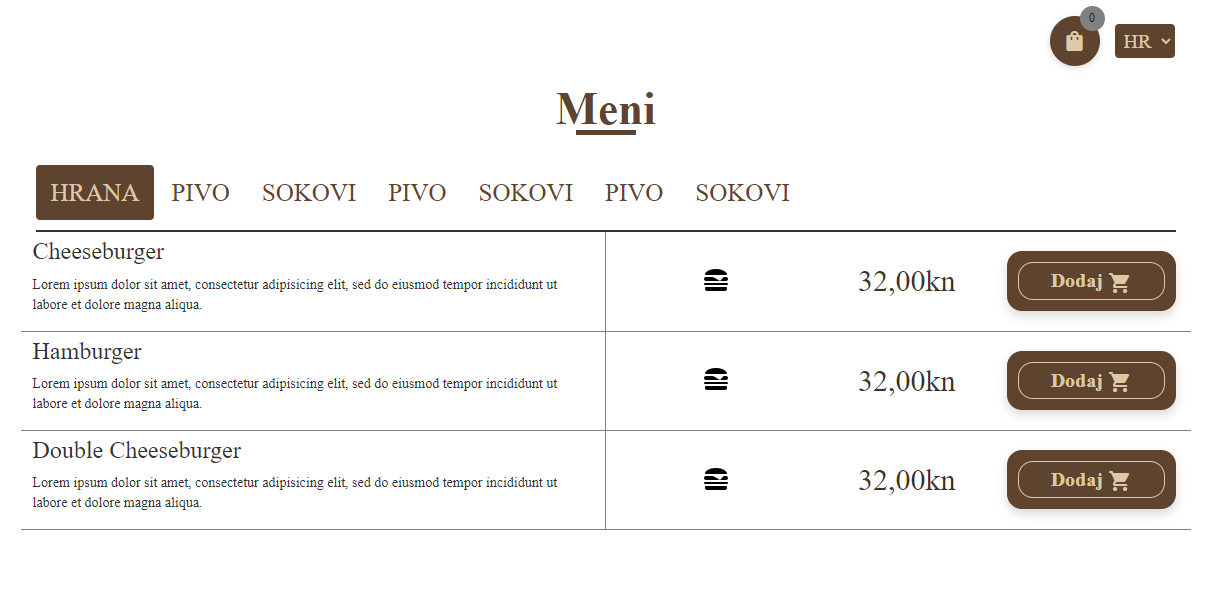 0
HR
Meni
HRANA PIVO SOKOVI PIVO SOKOVI PIVO SOKOVI
Cheeseburger
Lorem ipsum dolor sit amet, consectetur adipisicing elit, sed do eiusmod tempor incididunt ut
labore et dolore magna aliqua.
32,00kn
Dodaj
Hamburger
Lorem ipsum dolor sit amet, consectetur adipisicing elit, sed do eiusmod tempor incididunt ut
labore et dolore magna aliqua.
32,00kn
Dodaj
Double Cheeseburger
Lorem ipsum dolor sit amet, consectetur adipisicing elit, sed do eiusmod tempor incididunt ut
labore et dolore magna aliqua.
32,00kn
Dodaj